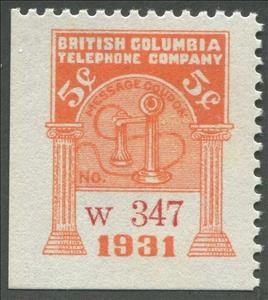 BRITISH COLUMBIA
TELEPHONE COMPANY
5¢ 5¢
MESSAGE COUPON
NO.
W 347
1931